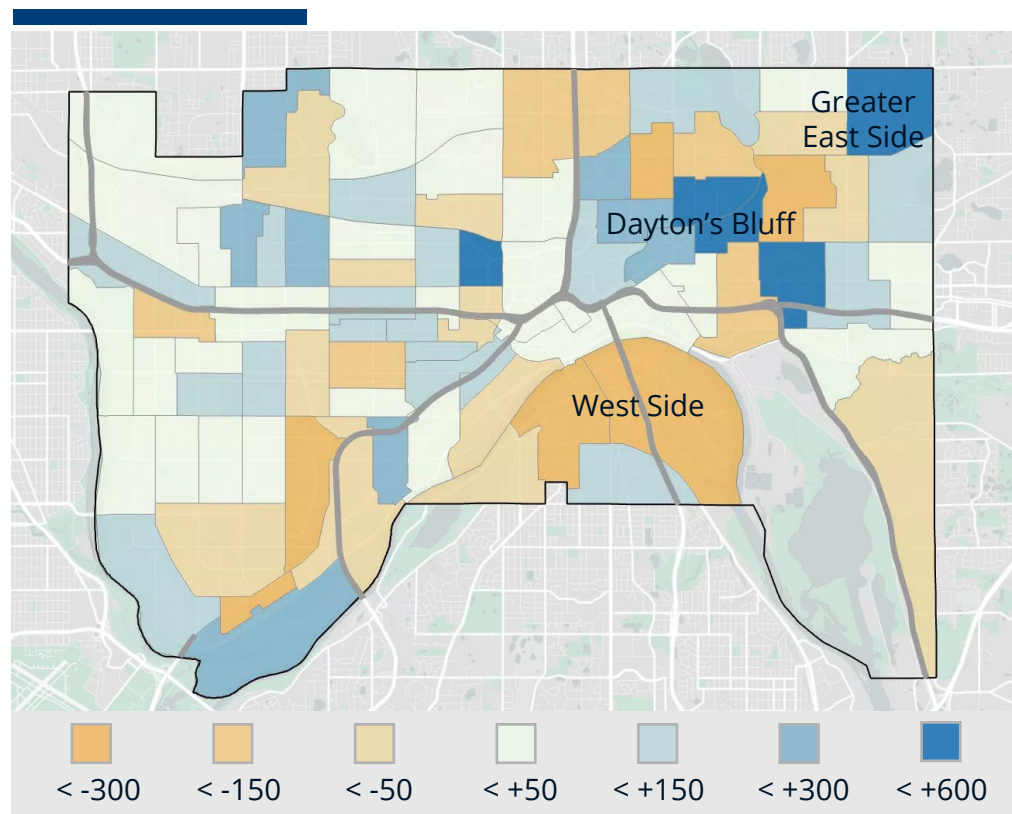 Greater
East Side
Dayton's Bluff
West Side
< -300 < -150 < -50 < +50 < +150 < +300 < +600